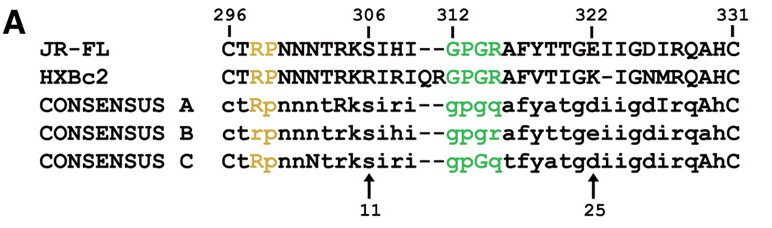 A
296 306 312 322 331
JR-FL CTRPNNNTRKSIHI--GPGRAFYTTGEIIGDIRQAHC
HXBc2 CTRPNNNTRKRIRIQRGPGRAFVTIGK-IGNMRQAHC
CONSENSUS A ctRpnnntRksiri--gpgqafyatgdiigdIrqAhC
CONSENSUS B ctrpnnntrksihi--gpgrafyttgeiigdirqAhC
CONSENSUS C CtRpnnNtrksiri--gpGqtfyatgdiigdirqAhC
11 25